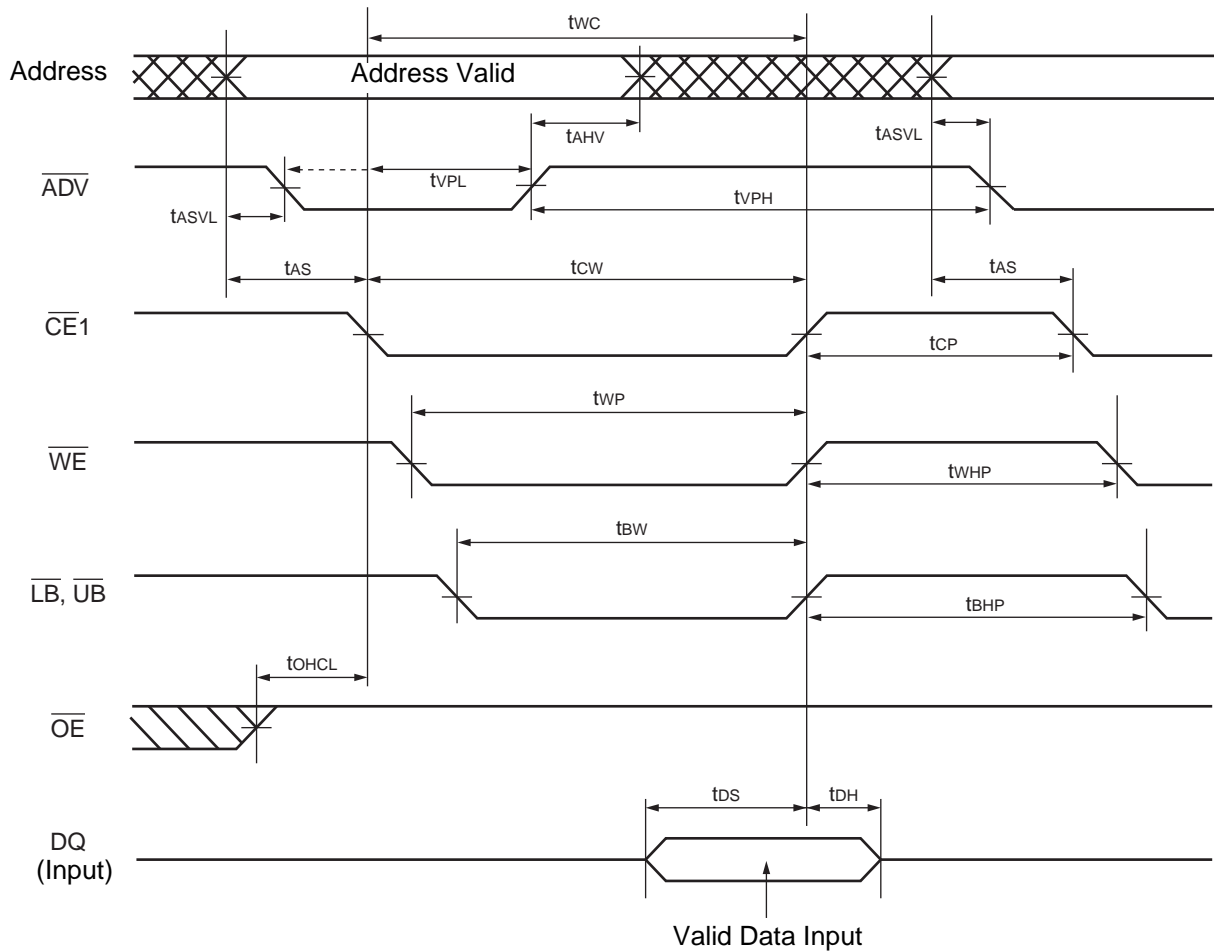 tWC
Address
Address Valid
tAHV
tASVL
ADV
tVPL
tVPH
tASVL
tAS
tCW
tAS
CE1
tCP
tWP
WE
tWHP
tBW
LB, UB
tBHP
tOHCL
OE
tDS
tDH
DQ
(Input)
Valid Data Input